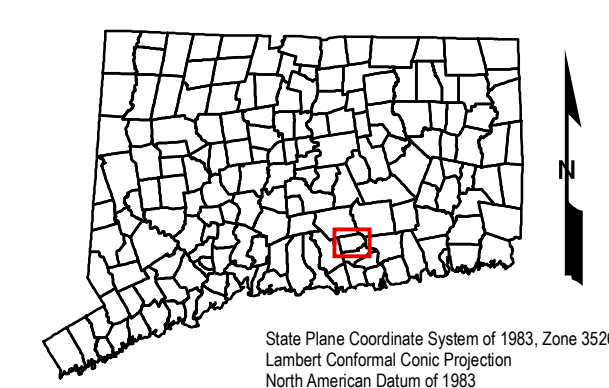 N
State Plane Coordinate System of 1983, Zone 3526
Lambert Conformal Conic Projection
North American Datum of 1983